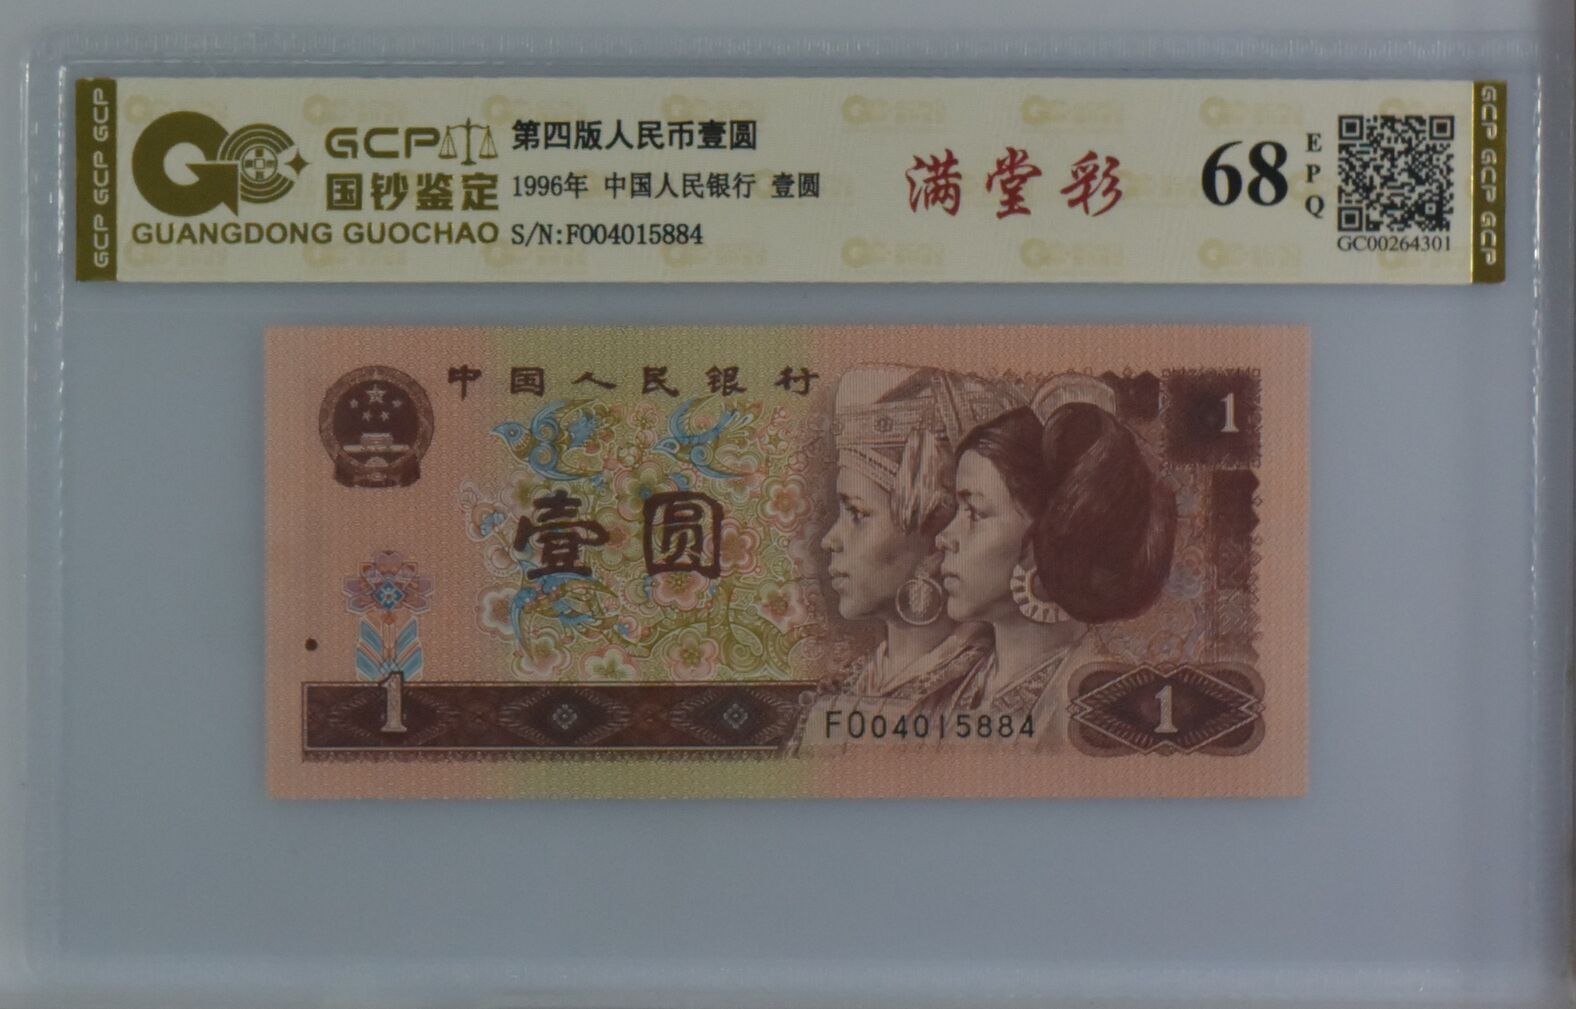 GCP GCP GCP
GCP
国钞鉴定
GUANGDONG GUOCHAO
第四版人民币壹圆
1996年 中国人民银行 壹圆
S/N:F004015884
满堂彩
68
EPQ
GC00264301
GCP GCP GCP
中国人民银行
1
壹圆
1
F004015884
1